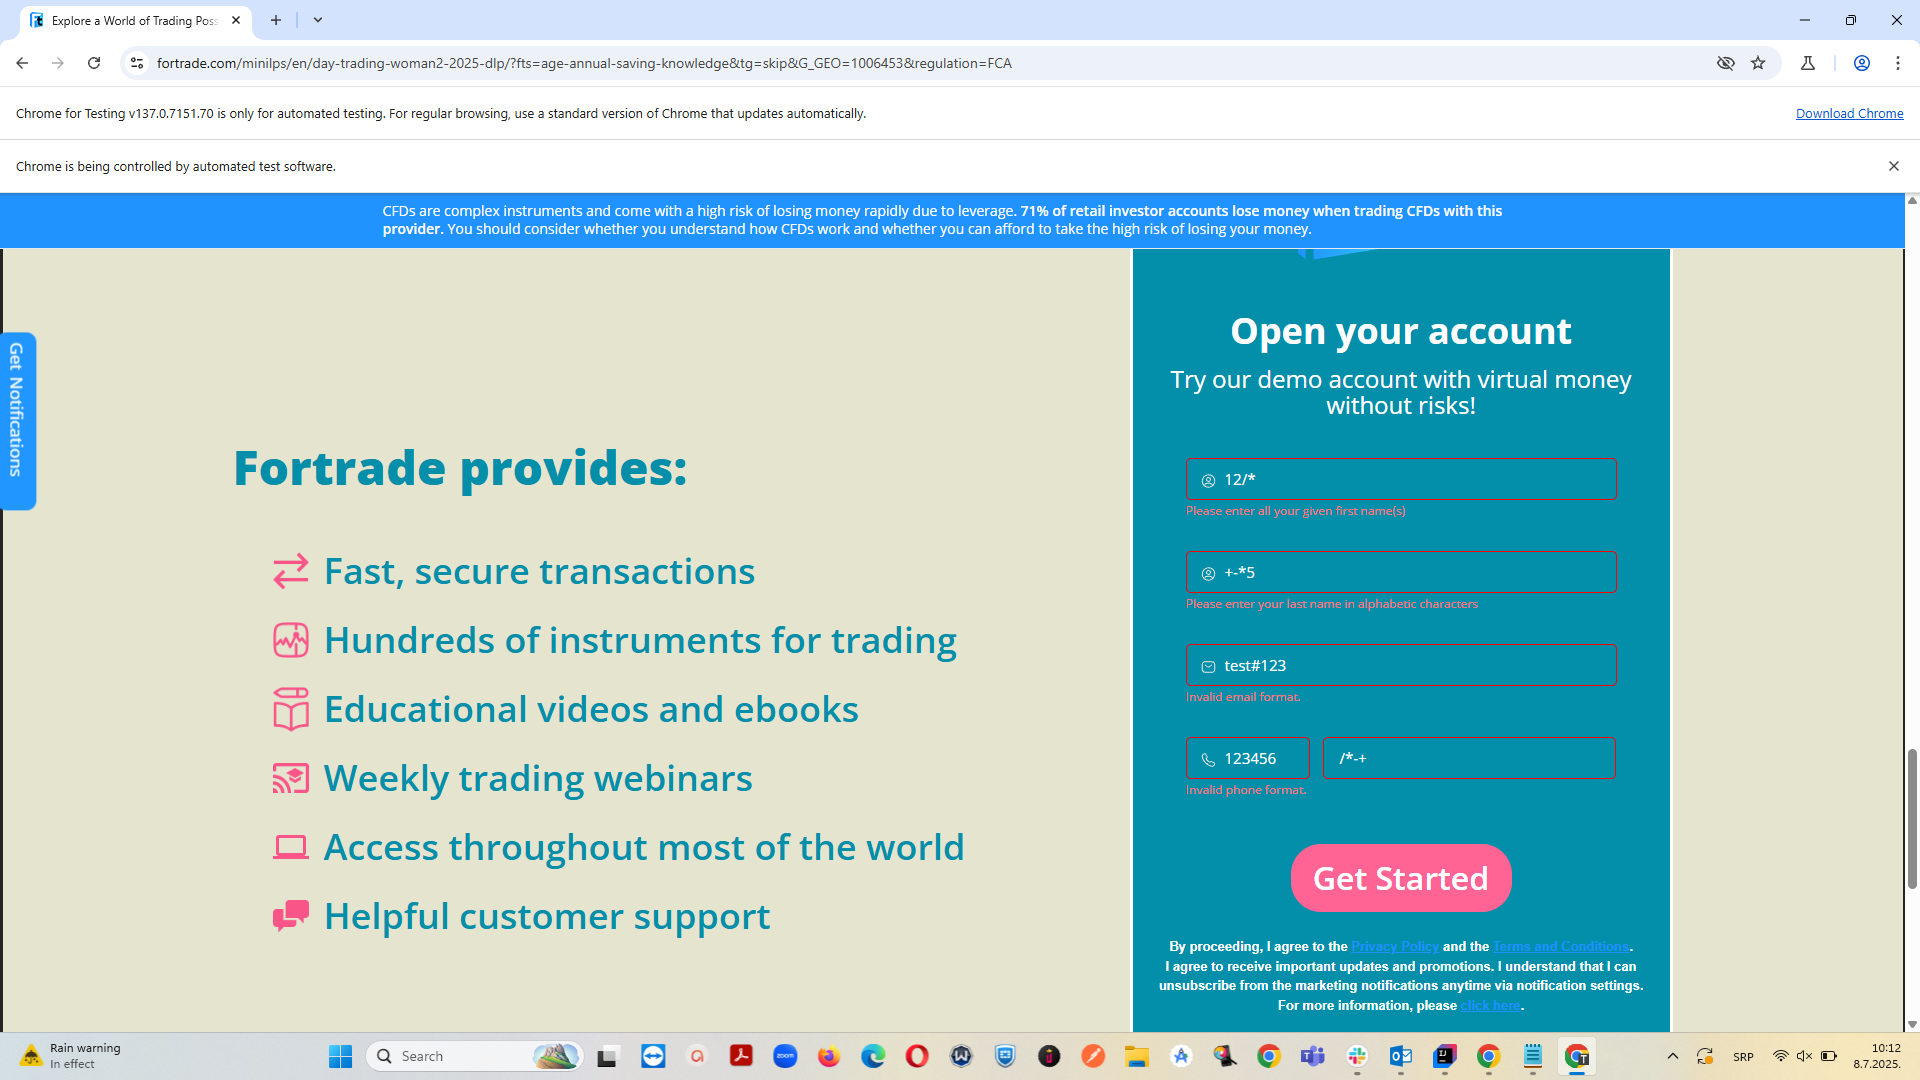 Explore a World of Trading Poss
fortrade.com/minilps/en/day-trading-woman2-2025-dlp/?fts=age-annual-saving-knowledge&tg=skip&G_GEO=1006453&regulation=FCA
Chrome for Testing v137.0.7151.70 is only for automated testing. For regular browsing, use a standard version of Chrome that updates automatically.
Download Chrome
Chrome is being controlled by automated test software.
CFDs are complex instruments and come with a high risk of losing money rapidly due to leverage. 71% of retail investor accounts lose money when trading CFDs with this
provider. You should consider whether you understand how CFDs work and whether you can afford to take the high risk of losing your money.
Get Notifications
Fortrade provides:
Fast, secure transactions
Hundreds of instruments for trading
Educational videos and ebooks
Weekly trading webinars
Access throughout most of the world
Helpful customer support
Open your account
Try our demo account with virtual money
without risks!
12/*
Please enter all your given first name(s)
+-*5
Please enter your last name in alphabetic characters
test#123
Invalid email format.
123456
/*-+
Invalid phone format.
Get Started
By proceeding, I agree to the Privacy Policy and the Terms and Conditions.
I agree to receive important updates and promotions. I understand that I can
unsubscribe from the marketing notifications anytime via notification settings.
For more information, please click here.
Rain warning
In effect
Search
zoom
SRP
10:12
8.7.2025.